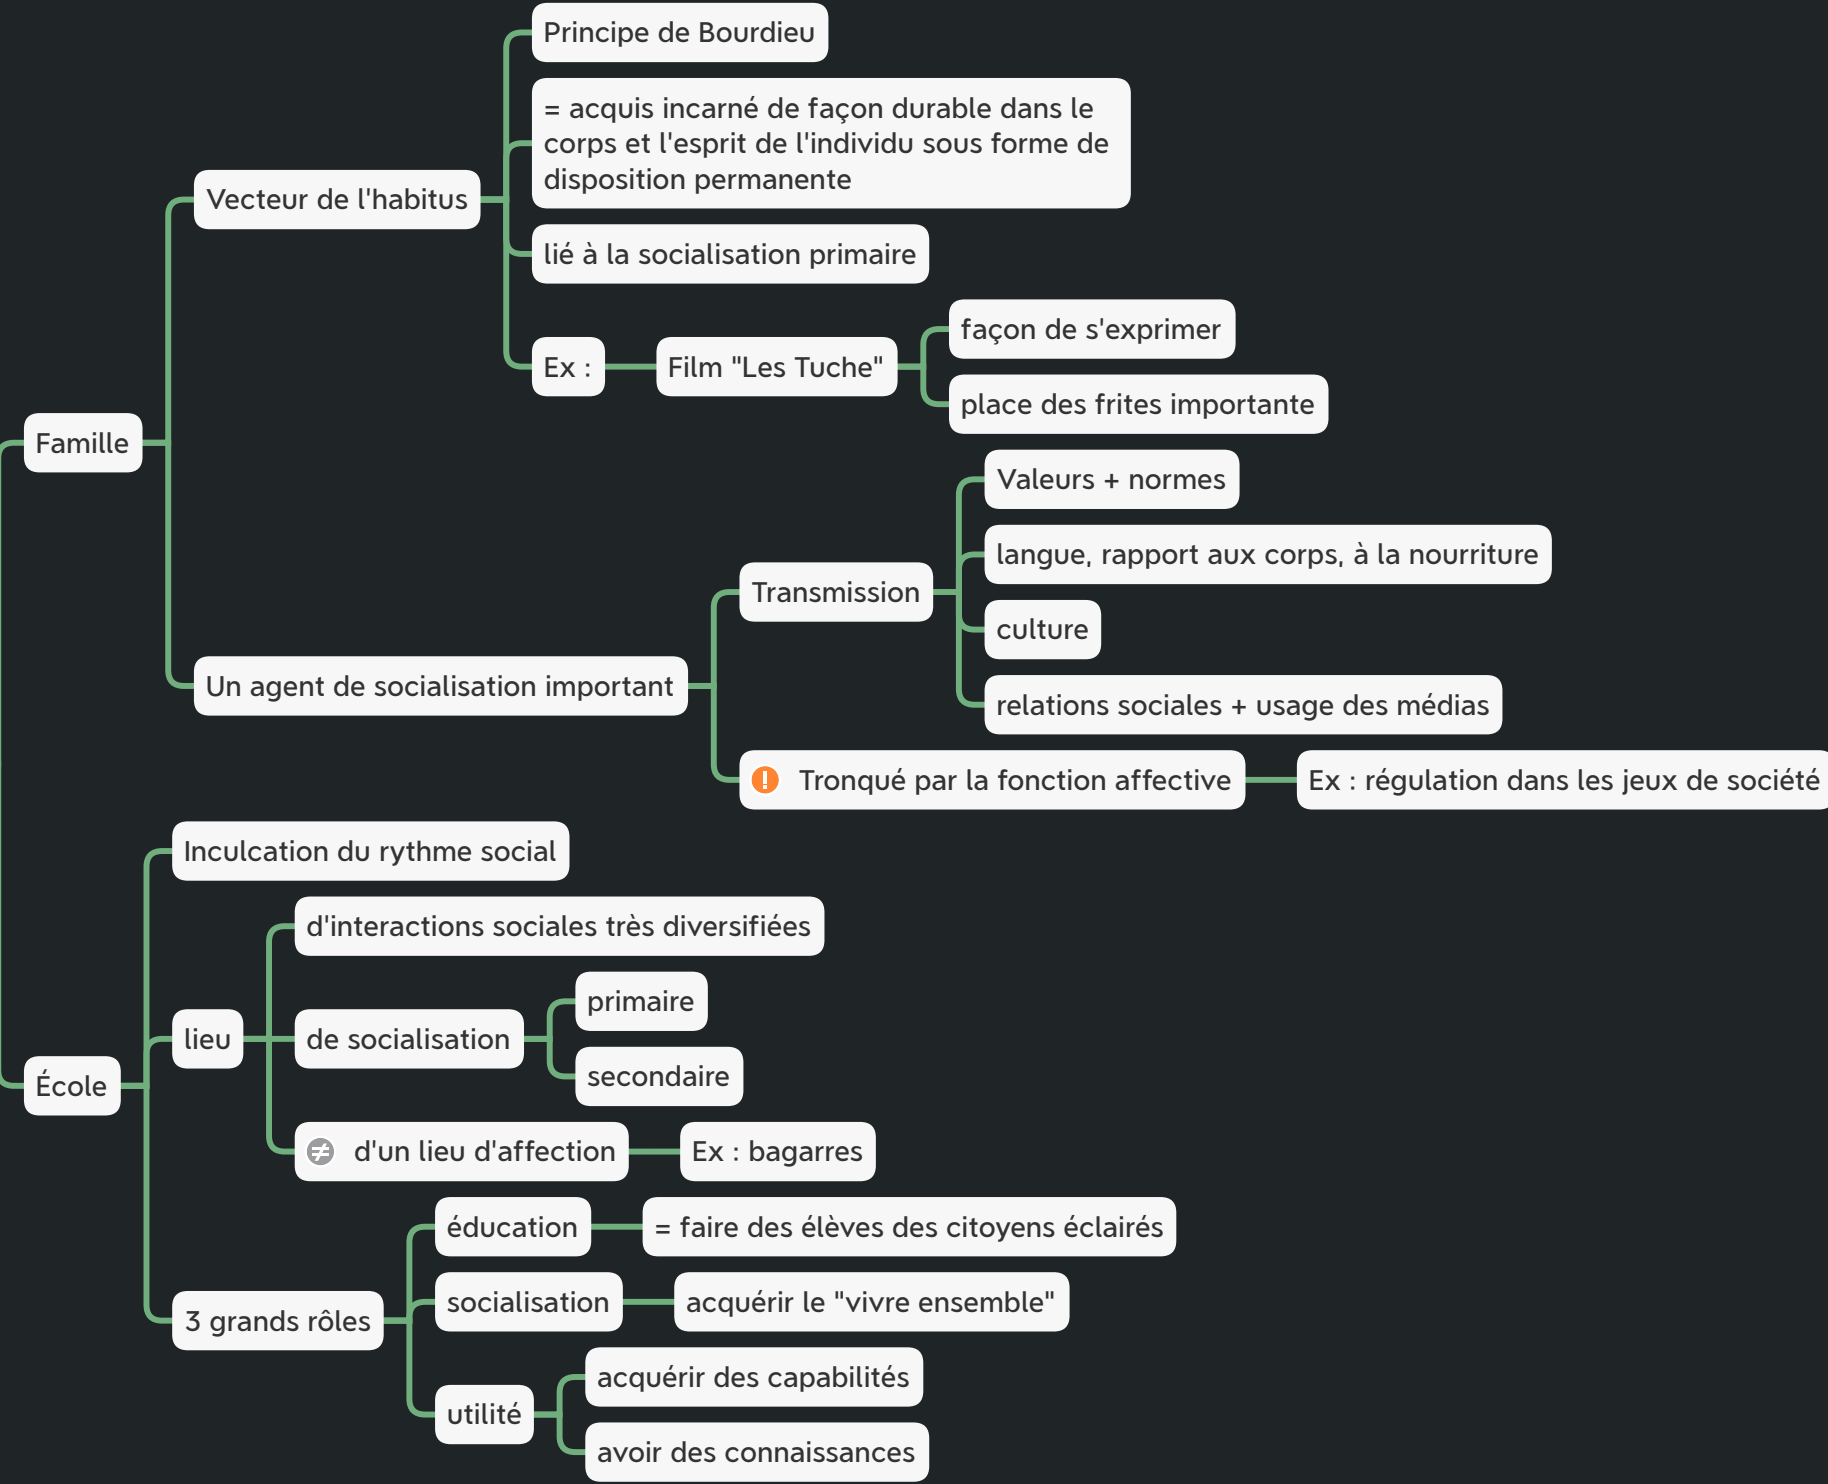 Principe de Bourdieu
= acquis incarné de façon durable dans le
corps et l'esprit de l'individu sous forme de
disposition permanente
Vecteur de l'habitus
lié à la socialisation primaire
façon de s'exprimer
Ex :
Film "Les Tuche"
place des frites importante
Famille
Valeurs + normes
langue, rapport aux corps, à la nourriture
Transmission
culture
Un agent de socialisation important
relations sociales + usage des médias
Tronqué par la fonction affective
Ex : régulation dans les jeux de société
Inculcation du rythme social
d'interactions sociales très diversifiées
primaire
lieu
de socialisation
secondaire
École
≠ d'un lieu d'affection
Ex : bagarres
éducation
= faire des élèves des citoyens éclairés
socialisation
acquérir le "vivre ensemble"
3 grands rôles
acquérir des capabilités
utilité
avoir des connaissances